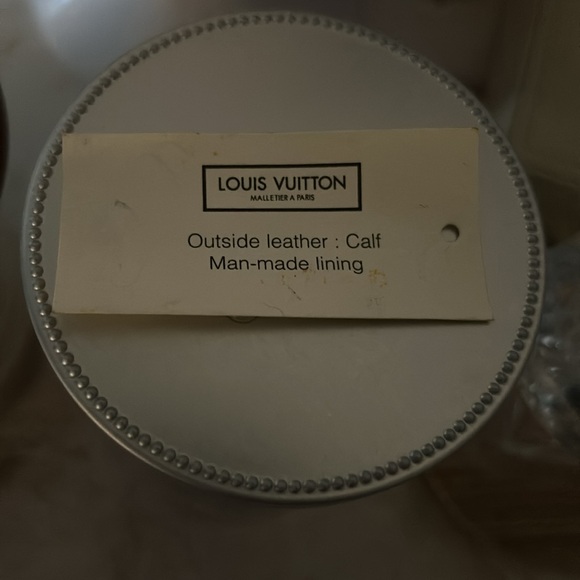 LOUIS VUITTON
MALLETIER A PARIS
Outside leather : Calf
Man-made lining